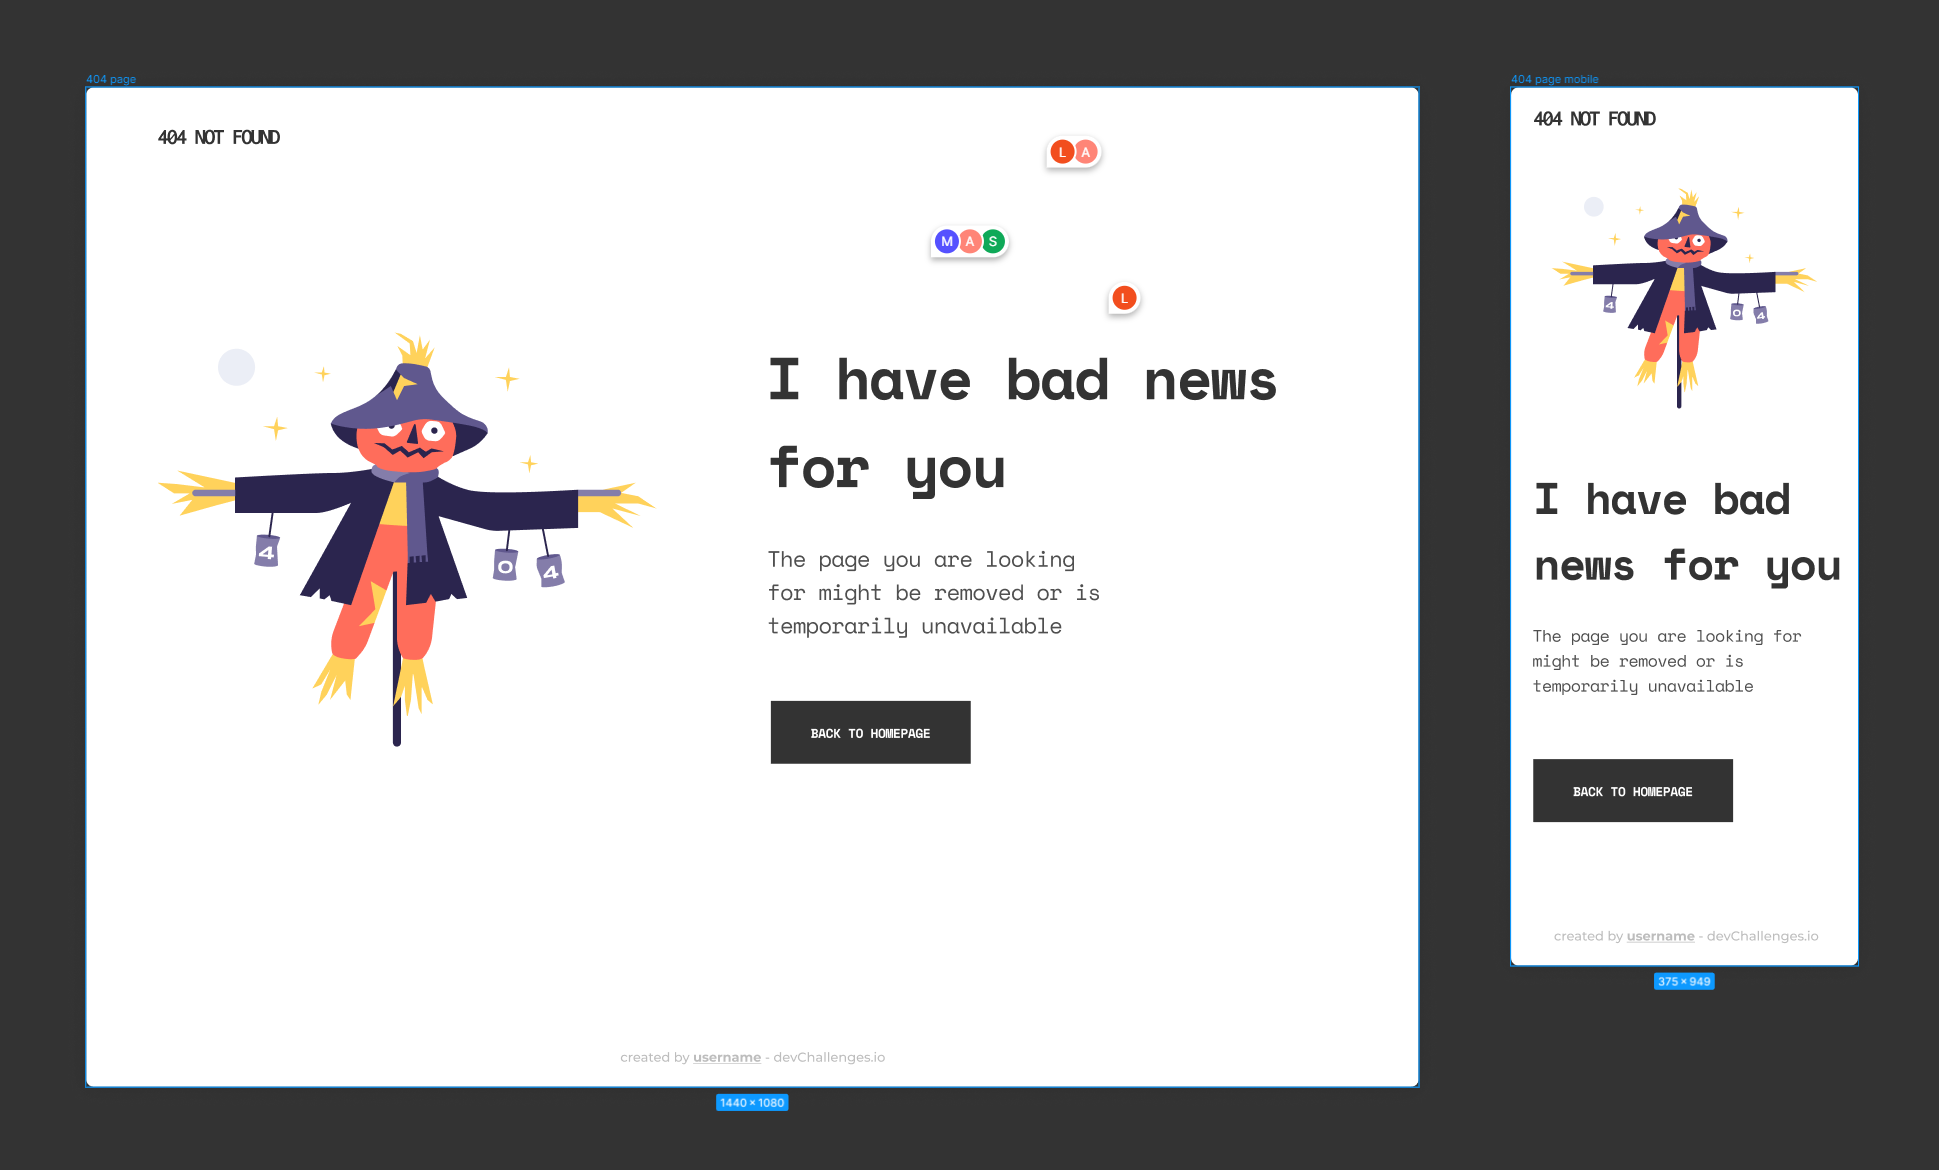 404 page
404 NOT FOUND
L A
M A S
L
I have bad news
for you
4
0
4
The page you are looking
for might be removed or is
temporarily unavailable
BACK TO HOMEPAGE
created by username - devChallenges.io
1440 × 1080
404 page mobile
404 NOT FOUND
4
0
4
I have bad
news for you
The page you are looking for
might be removed or is
temporarily unavailable
BACK TO HOMEPAGE
created by username - devChallenges.io
375 × 949